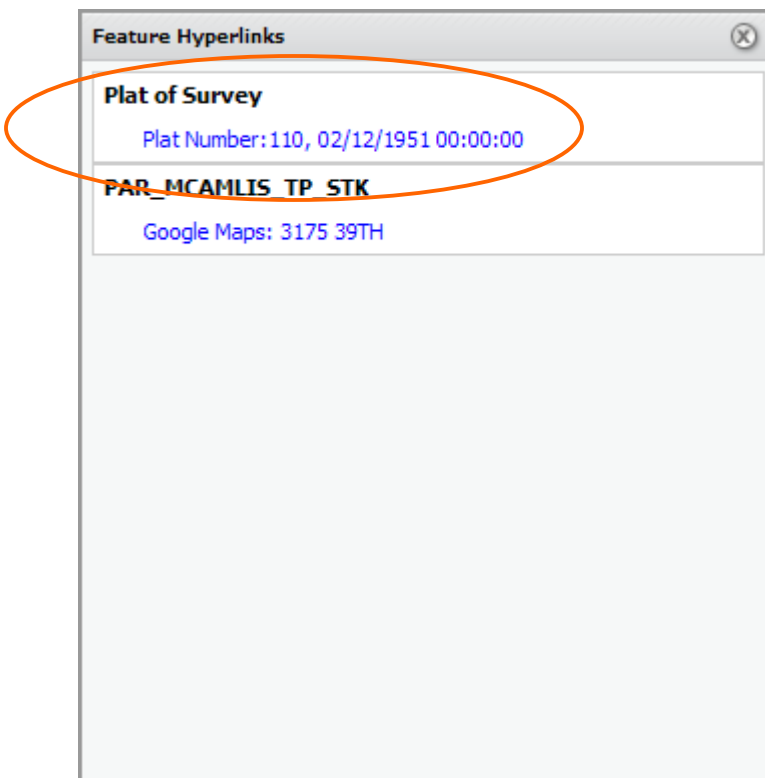 Feature Hyperlinks
Plat of Survey
Plat Number:110, 02/12/1951 00:00:00
PAR_MCAMLIS_TP_STK
Google Maps: 3175 39TH